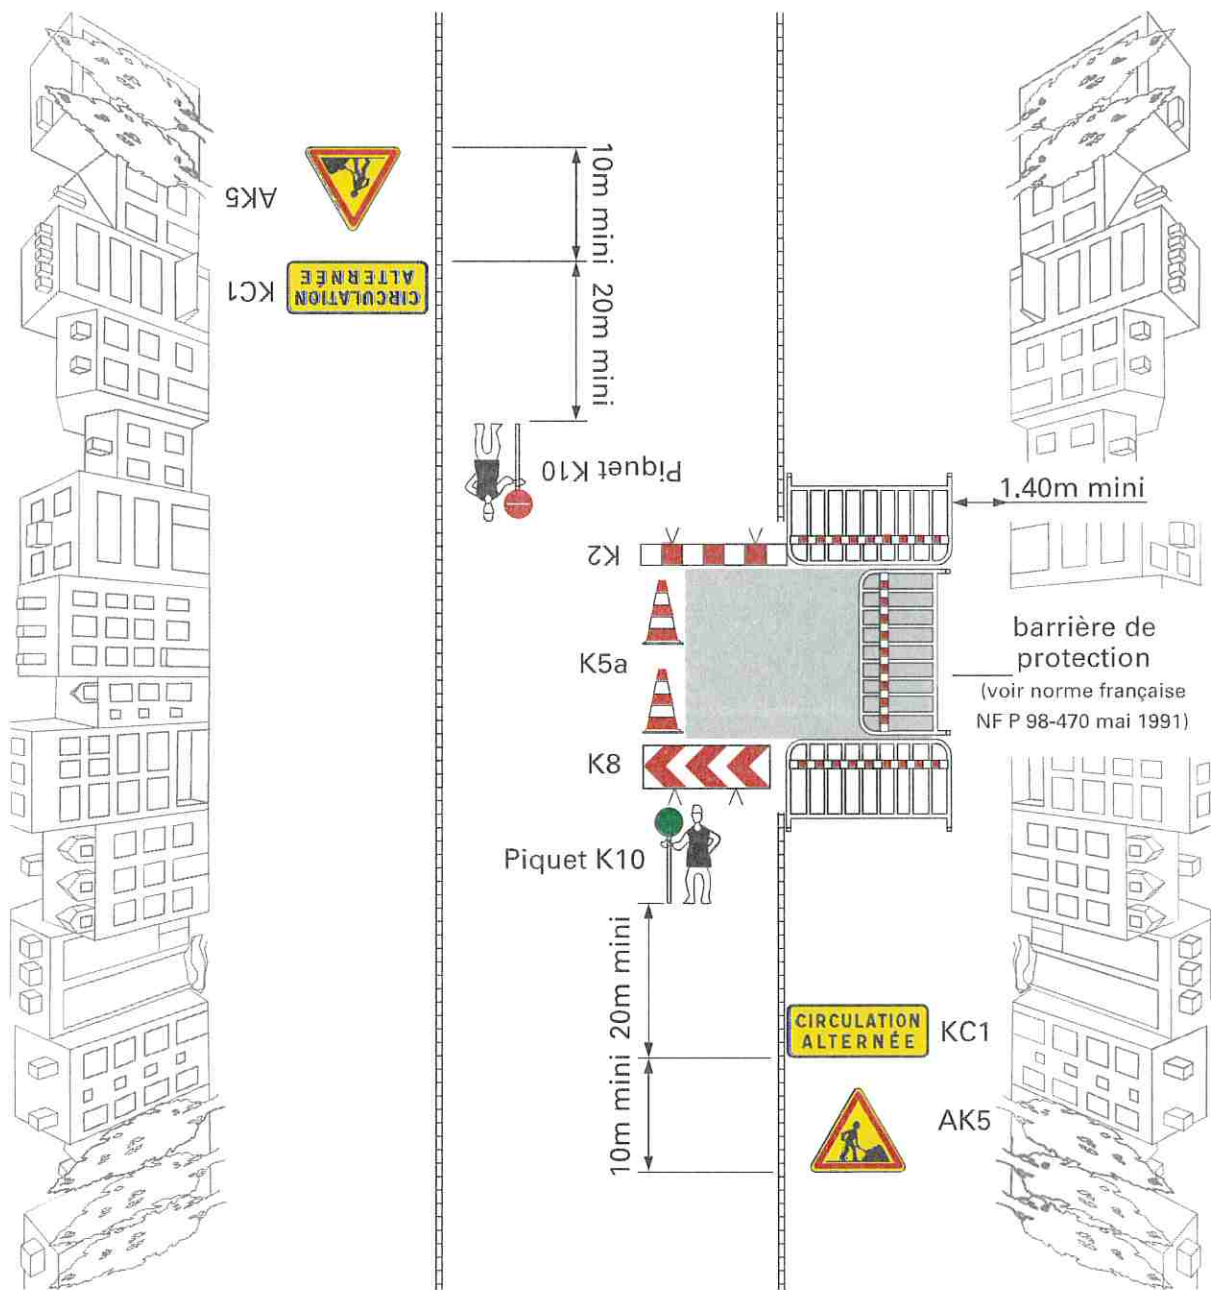 AK5
10m mini
CIRCULATION
ALTERNÉE
KC1
20m mini
Piquet K10
1.40m mini
K2
K5a
barrière de
protection
(voir norme française
NF P 98-470 mai 1991)
K8
Piquet K10
20m mini
CIRCULATION
ALTERNÉE
KC1
10m mini
AK5